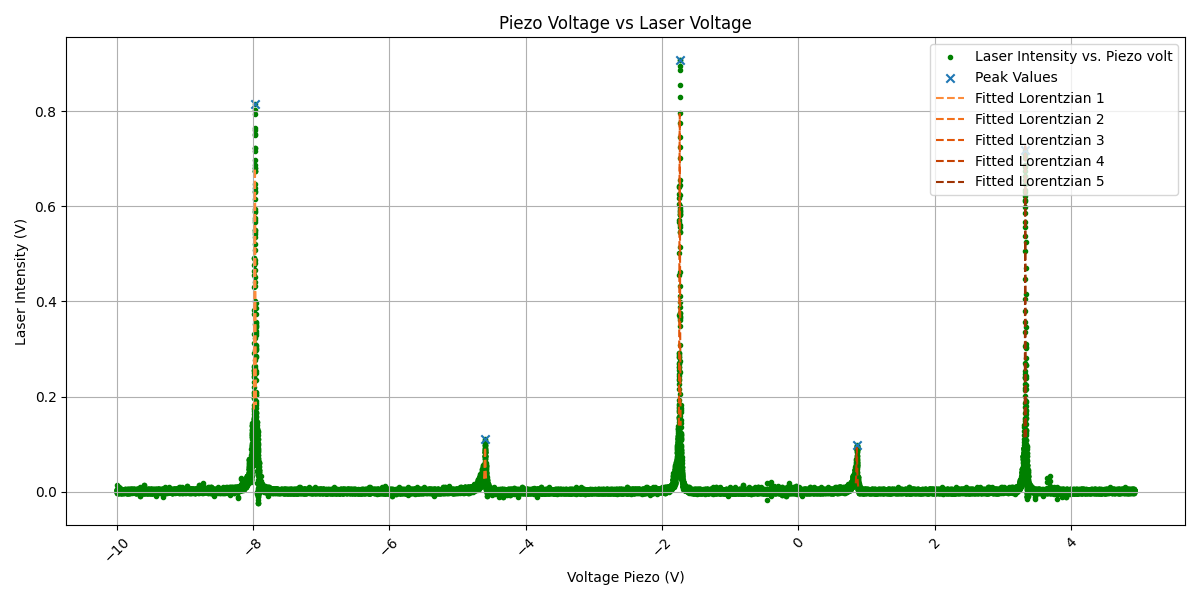 Piezo Voltage vs Laser Voltage
Laser Intensity vs. Piezo volt
Peak Values
Fitted Lorentzian 1
Fitted Lorentzian 2
Fitted Lorentzian 3
Fitted Lorentzian 4
Fitted Lorentzian 5
Laser Intensity (V)
0.8
0.6
0.4
0.2
0.0
−10
−8
−6
−4
−2
0
2
4
Voltage Piezo (V)